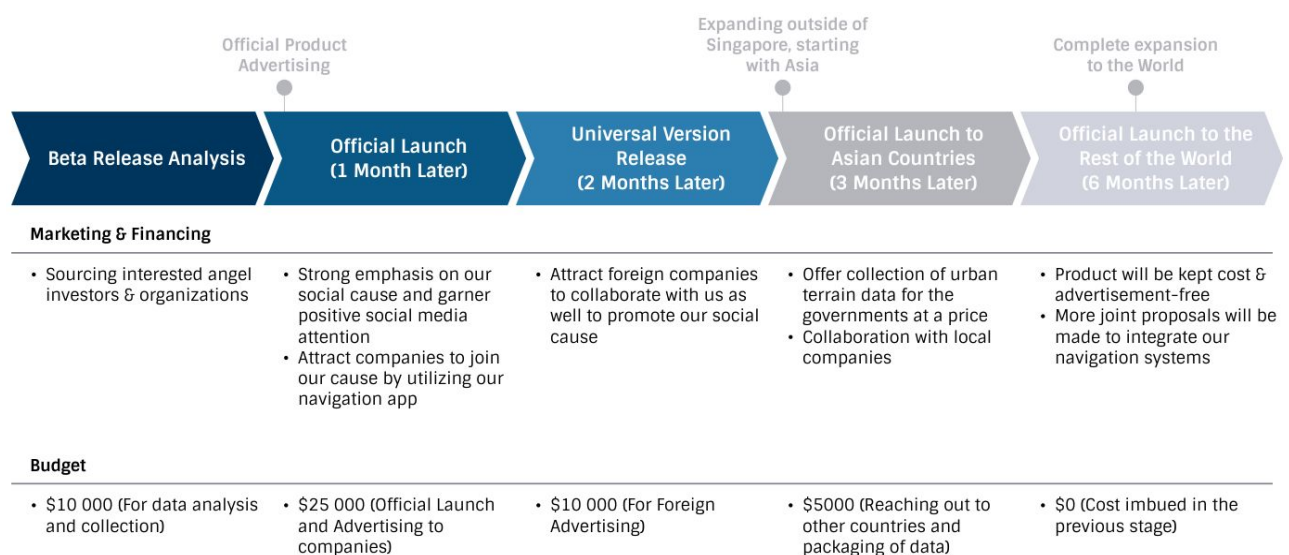 Official Product
Advertising
Expanding outside of
Singapore, starting
with Asia
Complete expansion
to the World
Beta Release Analysis
Official Launch
(1 Month Later)
Universal Version
Release
(2 Months Later)
Official Launch to
Asian Countries
(3 Months Later)
Official Launch to the
Rest of the World
(6 Months Later)
Marketing & Financing
• Sourcing interested angel
investors & organizations
• Strong emphasis on our
social cause and garner
positive social media
attention
• Attract companies to join
our cause by utilizing our
navigation app
• Attract foreign companies
to collaborate with us as
well to promote our social
cause
• Offer collection of urban
terrain data for the
governments at a price
• Collaboration with local
companies
• Product will be kept cost &
advertisement-free
• More joint proposals will be
made to integrate our
navigation systems
Budget
• $10 000 (For data analysis
and collection)
• $25 000 (Official Launch
and Advertising to
companies)
• $10 000 (For Foreign
Advertising)
• $5000 (Reaching out to
other countries and
packaging of data)
• $0 (Cost imbued in the
previous stage)